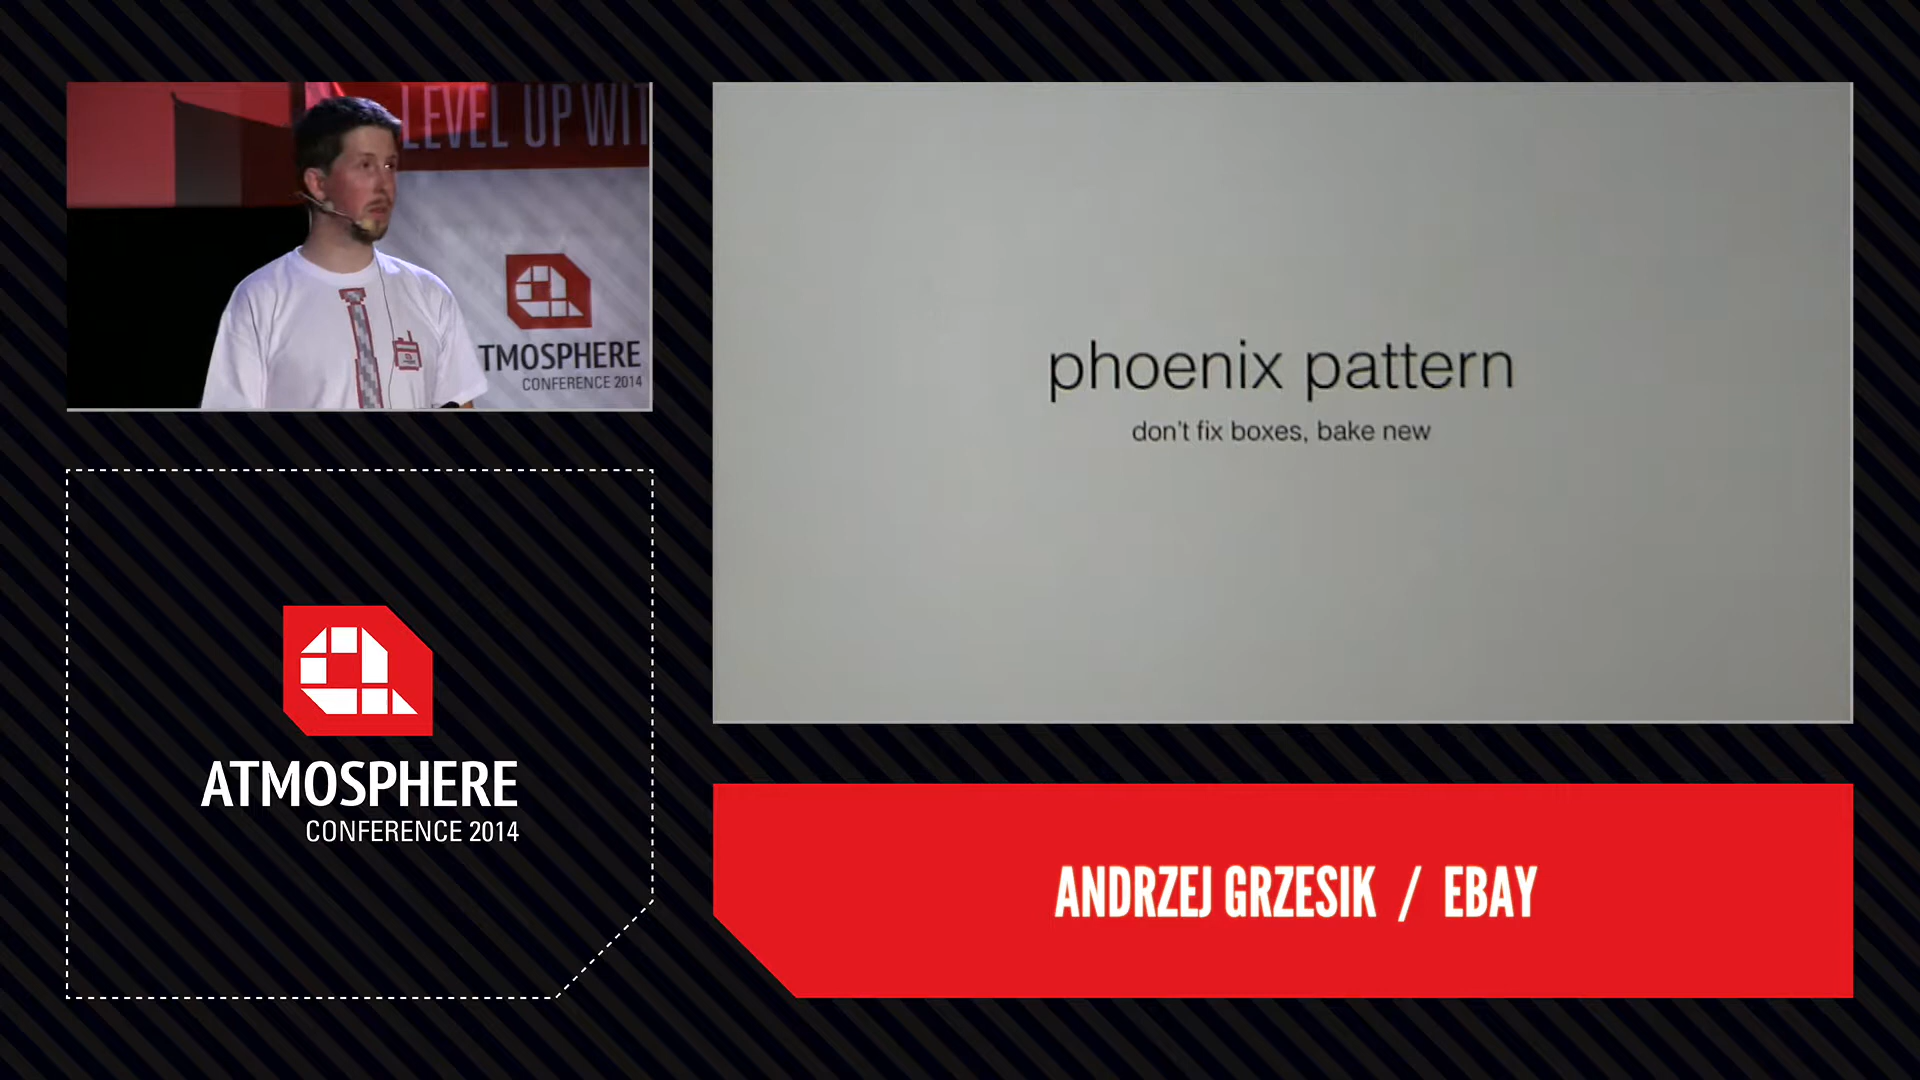 LEVEL UP WIT
TMOSPHERE
CONFERENCE 2014
phoenix pattern
don't fix boxes, bake new
ATMOSPHERE
CONFERENCE 2014
ANDRZEJ GRZESIK / EBAY